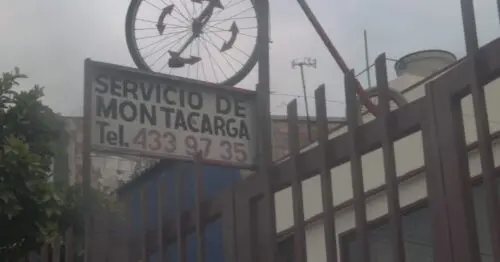 SERVICIO DE
MONTACARGA
Tel. 433 97 35